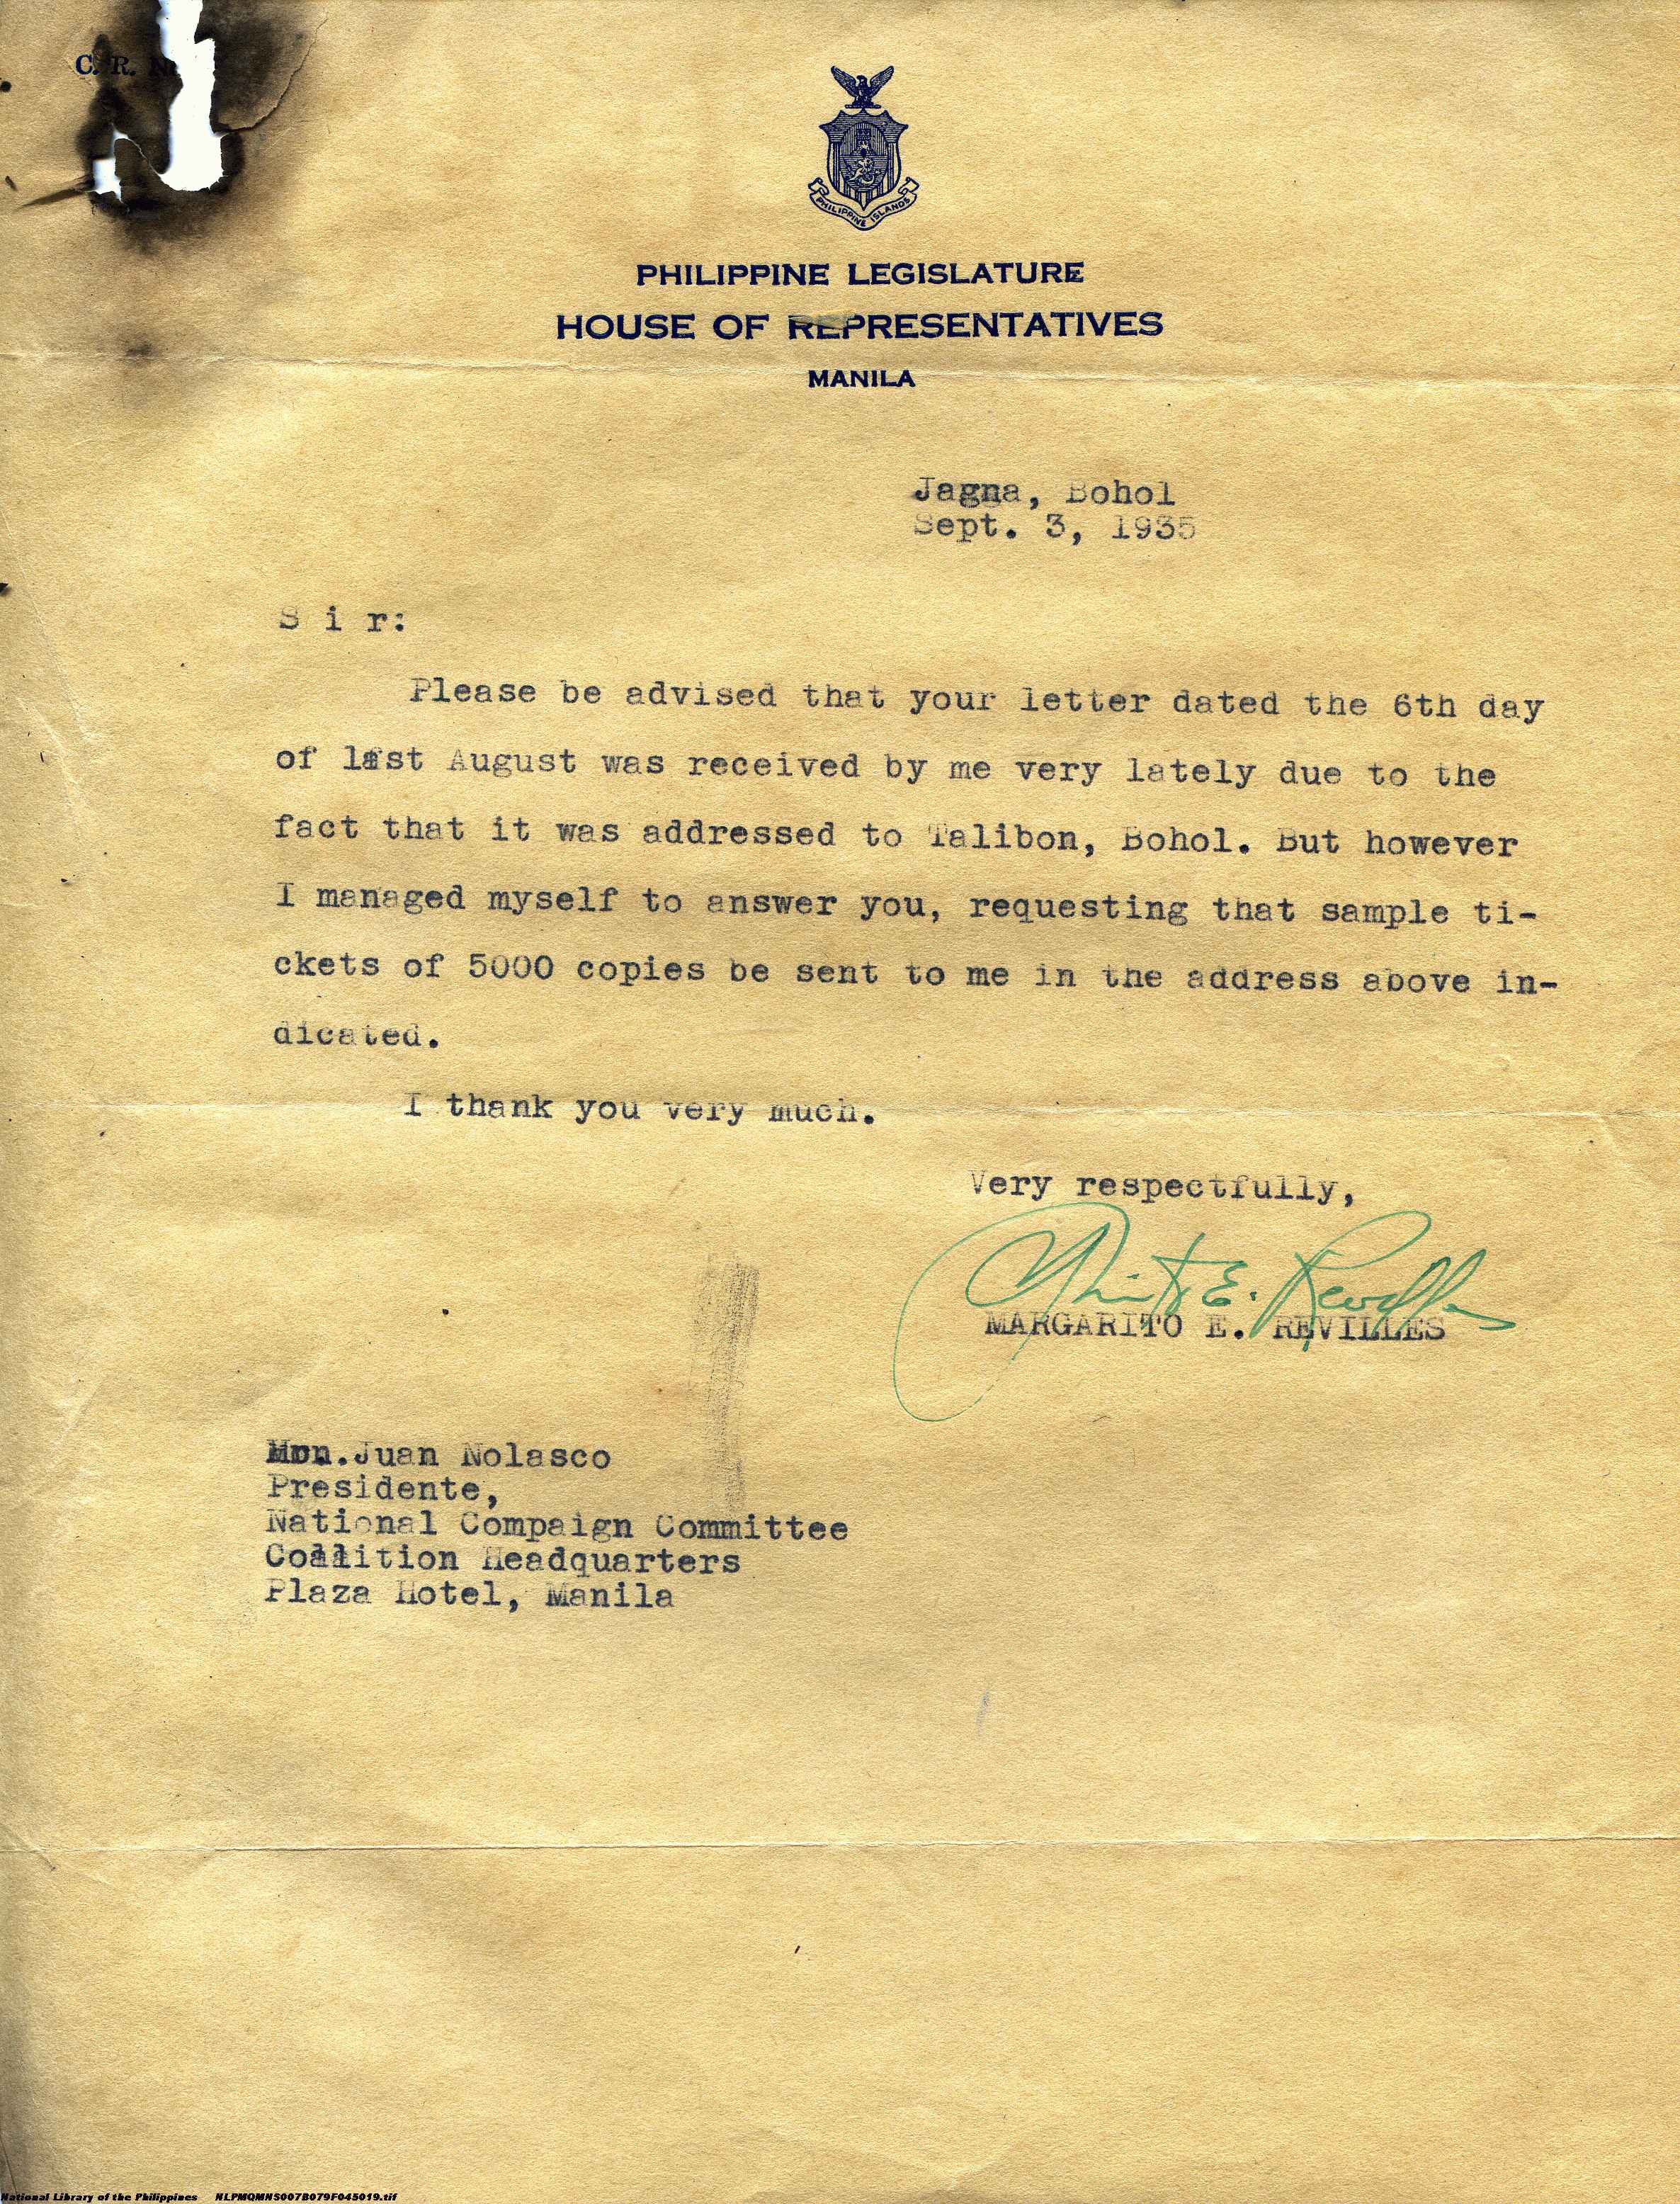 C. R. N
PHILIPPINE ISLANDS
PHILIPPINE LEGISLATURE
HOUSE OF REPRESENTATIVES
MANILA
Jagna, Bohol
Sept. 3, 1935
S i r:
Please be advised that your letter dated the 6th day
of last August was received by me very lately due to the
fact that it was addressed to Talibon, Bohol. But however
I managed myself to answer you, requesting that sample ti-
ckets of 5000 copies be sent to me in the address above in-
dicated.
I thank you very much.
Very respectfully,
MARGARITO E. REVILLES
Hon. Juan Nolasco
Presidente,
National Compaign Committee
Coalition Headquarters
Plaza Hotel, Manila
National Library of the Philippines NLPMQMNS007B079F045019.tif